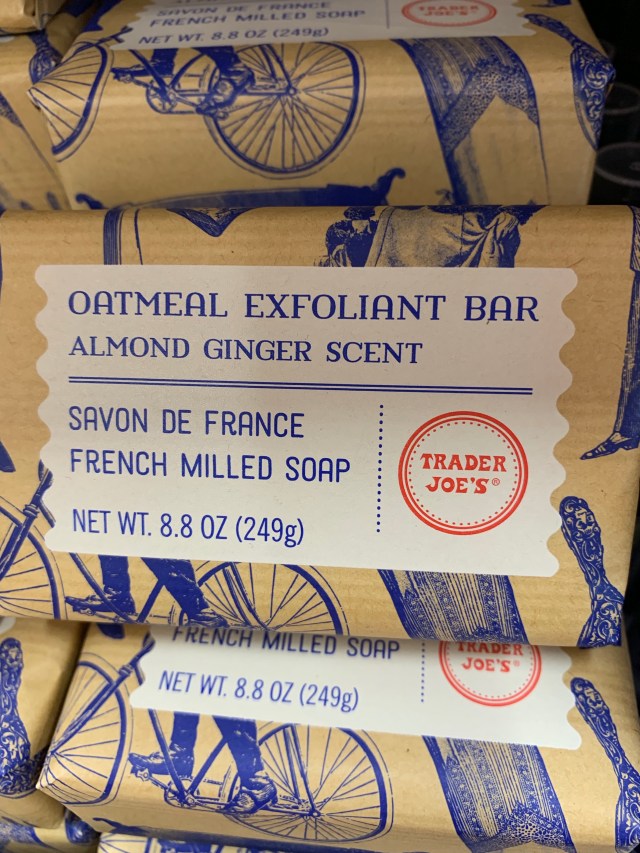 SAVON DE FRANCE
FRENCH MILLED SOAP
NET WT. 8.8 OZ (249g)
TRADER
JOE'S®
OATMEAL EXFOLIANT BAR
ALMOND GINGER SCENT
SAVON DE FRANCE
FRENCH MILLED SOAP
NET WT. 8.8 OZ (249g)
TRADER
JOE'S®
FRENCH MILLED SOAP
NET WT. 8.8 OZ (249g)
TRADER
JOE'S®